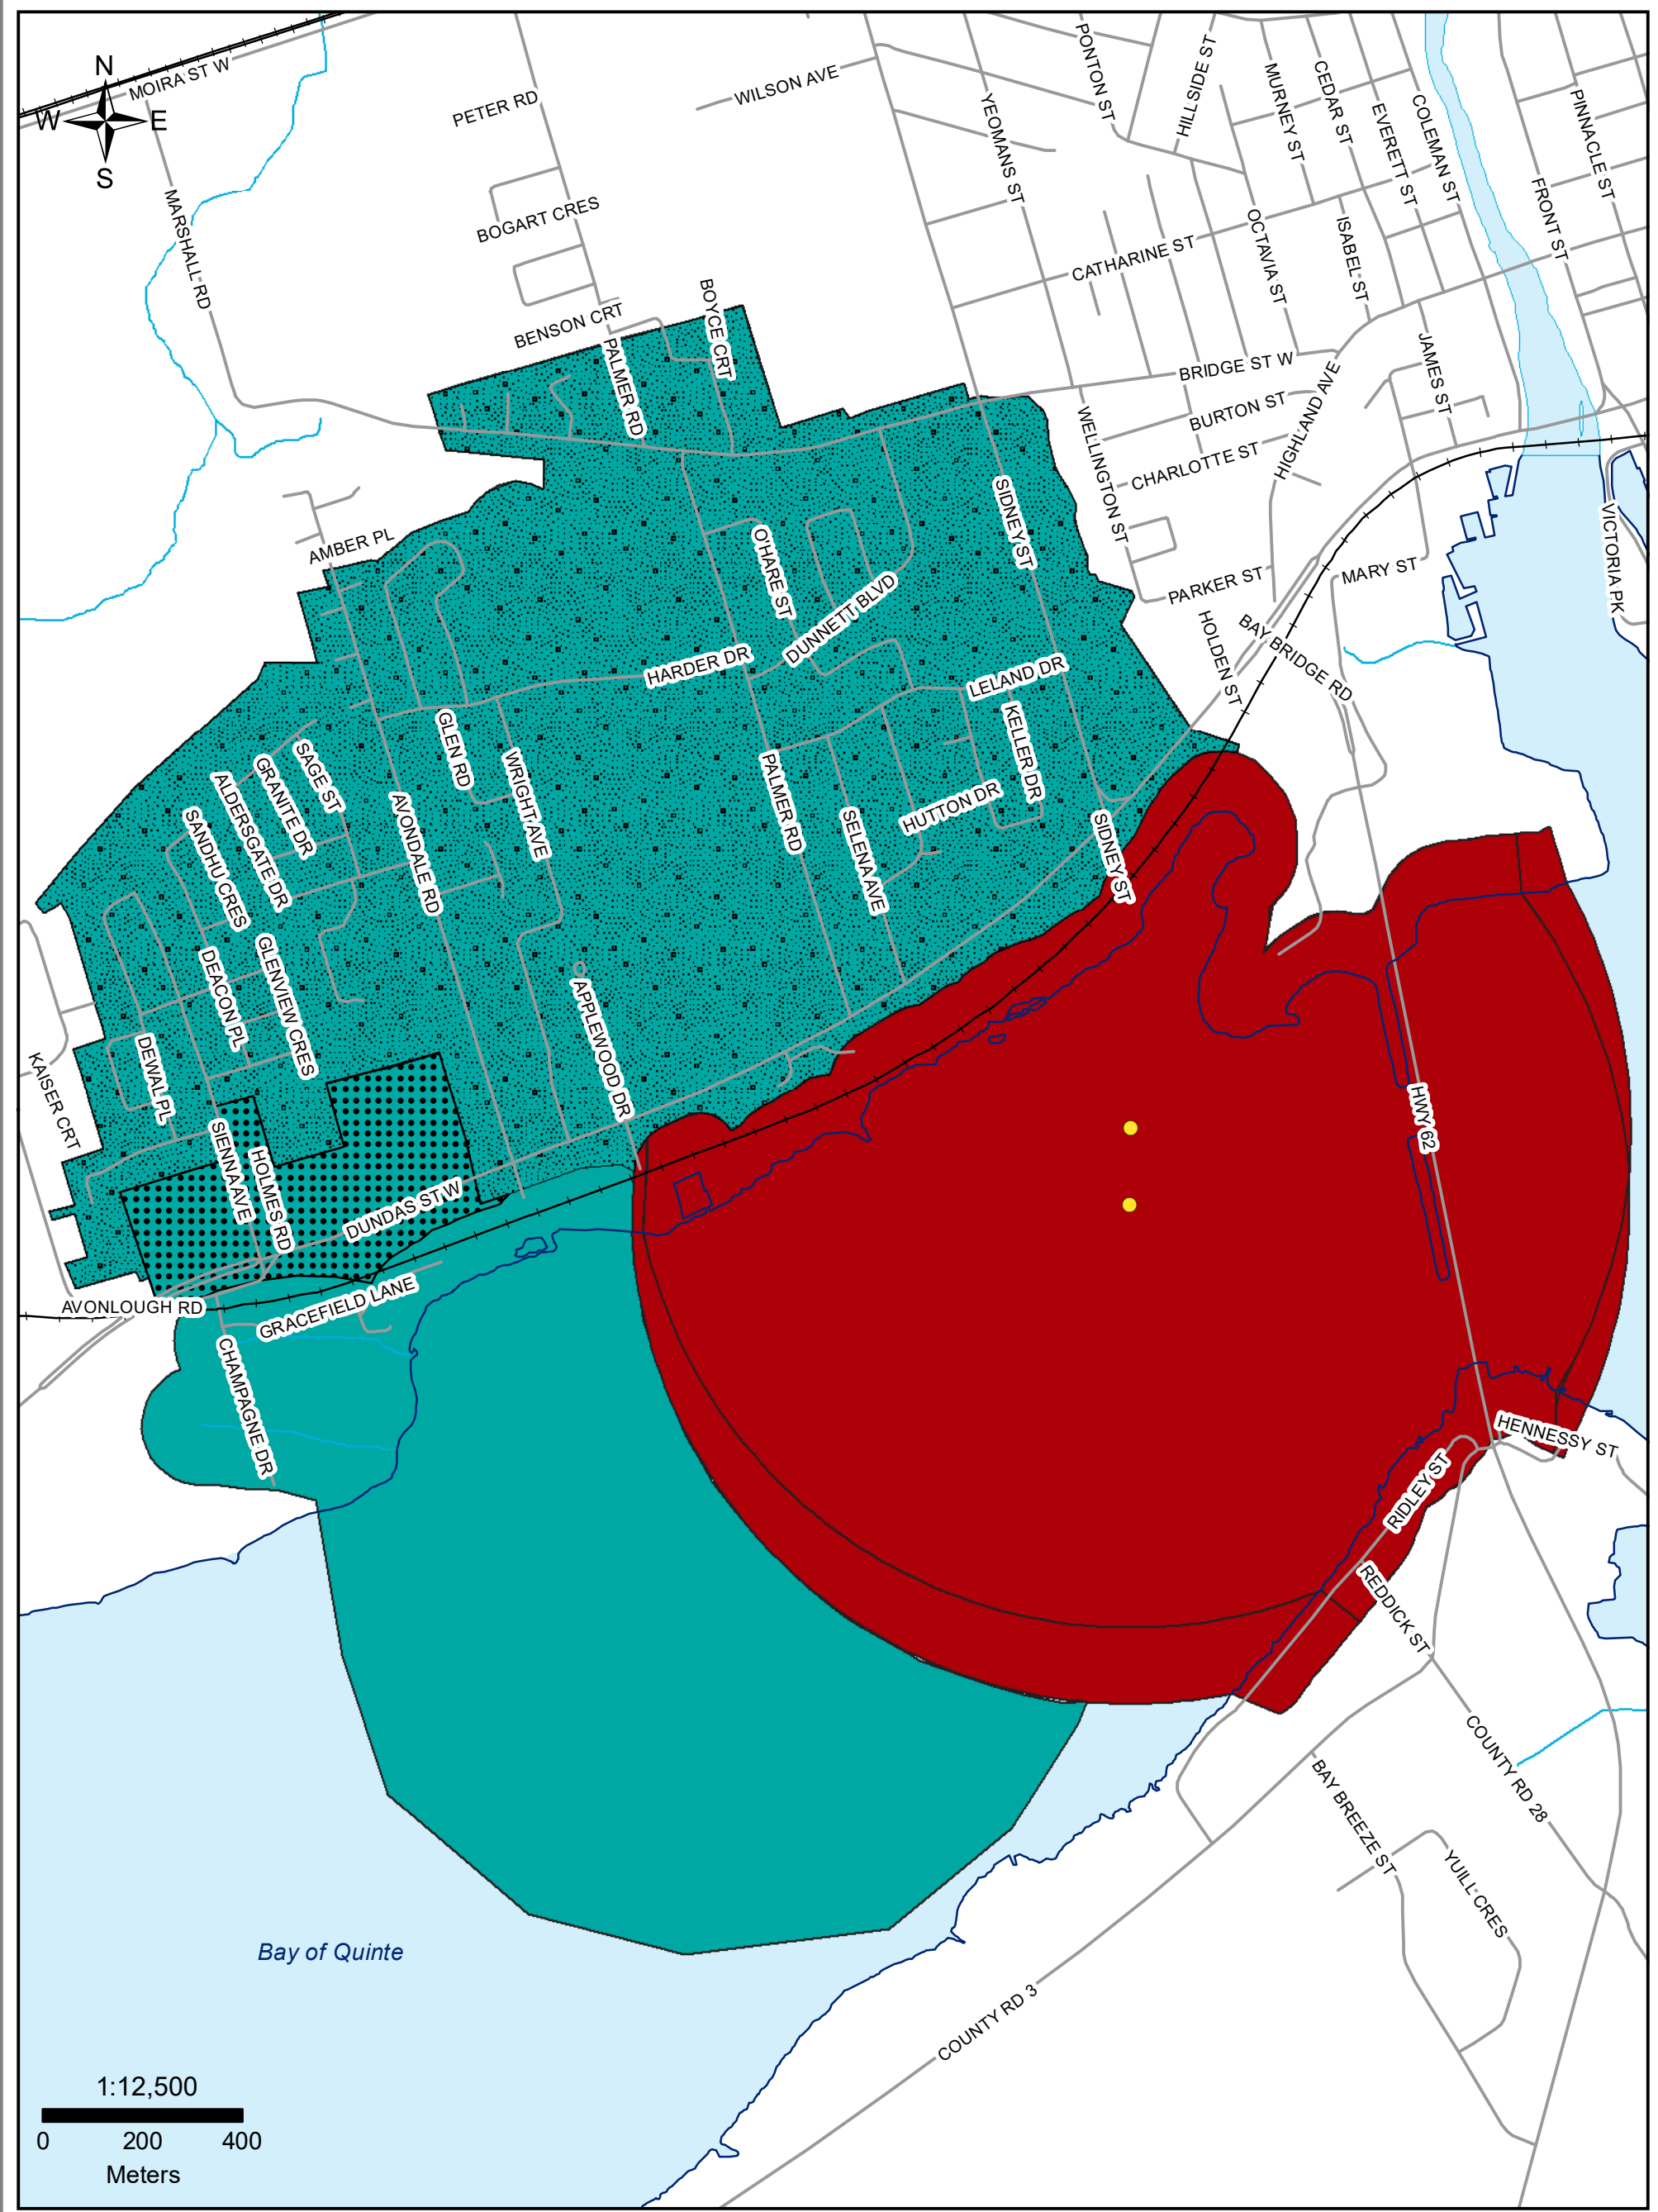 N
W
E
S
MOIRA ST W
MARSHALL RD
PETER RD
WILSON AVE
BOGART CRES
BENSON CRT
BOYCE CRT
PALMER RD
YEOMANS ST
PONTON ST
HILLSIDE ST
MURNEY ST
CEDAR ST
EVERETT ST
COLEMAN ST
PINNACLE ST
FRONT ST
CATHARINE ST
OCTAVIA ST
ISABEL ST
JAMES ST
BRIDGE ST W
BURTON ST
CHARLOTTE ST
HIGHLAND AVE
WELLINGTON ST
SIDNEY ST
VICTORIA PK
PARKER ST
MARY ST
HOLDEN ST
BAY BRIDGE RD
AMBER PL
O'HARE ST
DUNNETT BLVD
HARDER DR
LELAND DR
KELLER DR
HUTTON DR
GLEN RD
WRIGHT AVE
PALMER RD
SELENA AVE
SIDNEY ST
SAGE ST
GRANITE DR
ALDERSGATE DR
SANDHU CRES
AVONDALE RD
DEACON PL
GLENVIEW CRES
APPLEWOOD DR
KAISER CRT
DEWAL PL
SIENNA AVE
HOLMES RD
DUNDAS ST W
AVONLOUGH RD
GRACEFIELD LANE
CHAMPAGNE DR
HWY 62
HENNESSY ST
RIDLEY ST
REDDICK ST
COUNTY RD 28
BAY BREEZE ST
YUILL CRES
COUNTY RD 3
Bay of Quinte
1:12,500
0 200 400
Meters